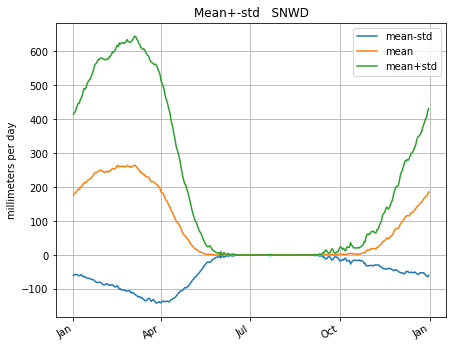 Mean+-std   SNWD
mean-std
mean
mean+std
millimeters per day
600
500
400
300
200
100
0
−100
Jan
Apr
Jul
Oct
Jan